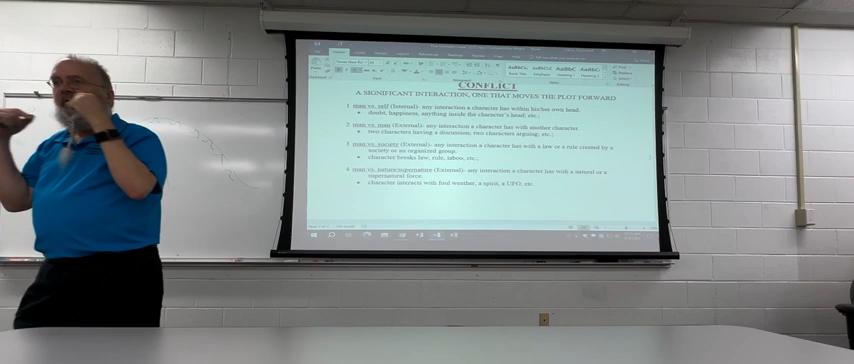 CONFLICT
A SIGNIFICANT INTERACTION, ONE THAT MOVES THE PLOT FORWARD
1 man vs. self (Internal)- any interaction a character has within his/her own head.
• doubt, happiness, anything inside the character's head; etc.;
2 man vs. man (External)- any interaction a character has with another character.
• two characters having a discussion; two characters arguing; etc.;
3 man vs. society (External)- any interaction a character has with a law or a rule created by
society or an organized group.
• character breaks law, rule, taboo, etc.;
4 man vs. nature/supernature (External)- any interaction a character has with a natural or a
supernatural force.
• character interacts with foul weather, a spirit, a UFO, etc.